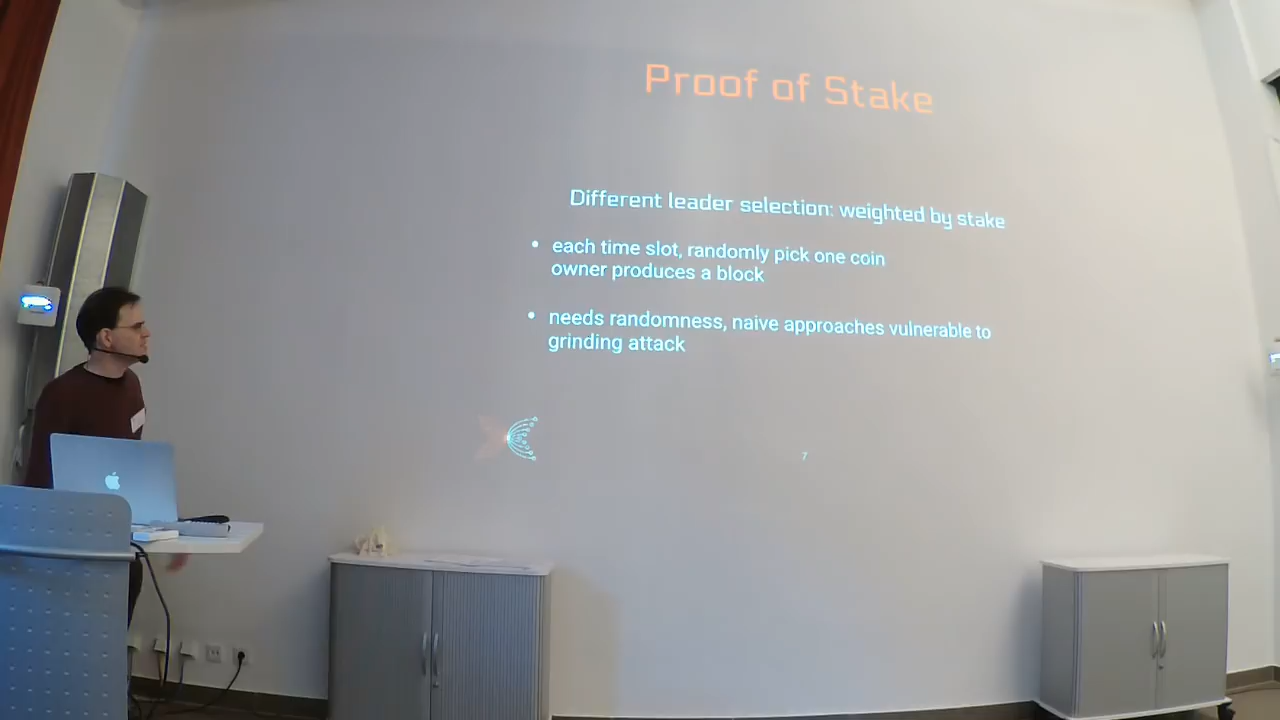 Proof of Stake
Different leader selection: weighted by stake
• each time slot, randomly pick one coin
owner produces a block
• needs randomness, naive approaches vulnerable to
grinding attack
7